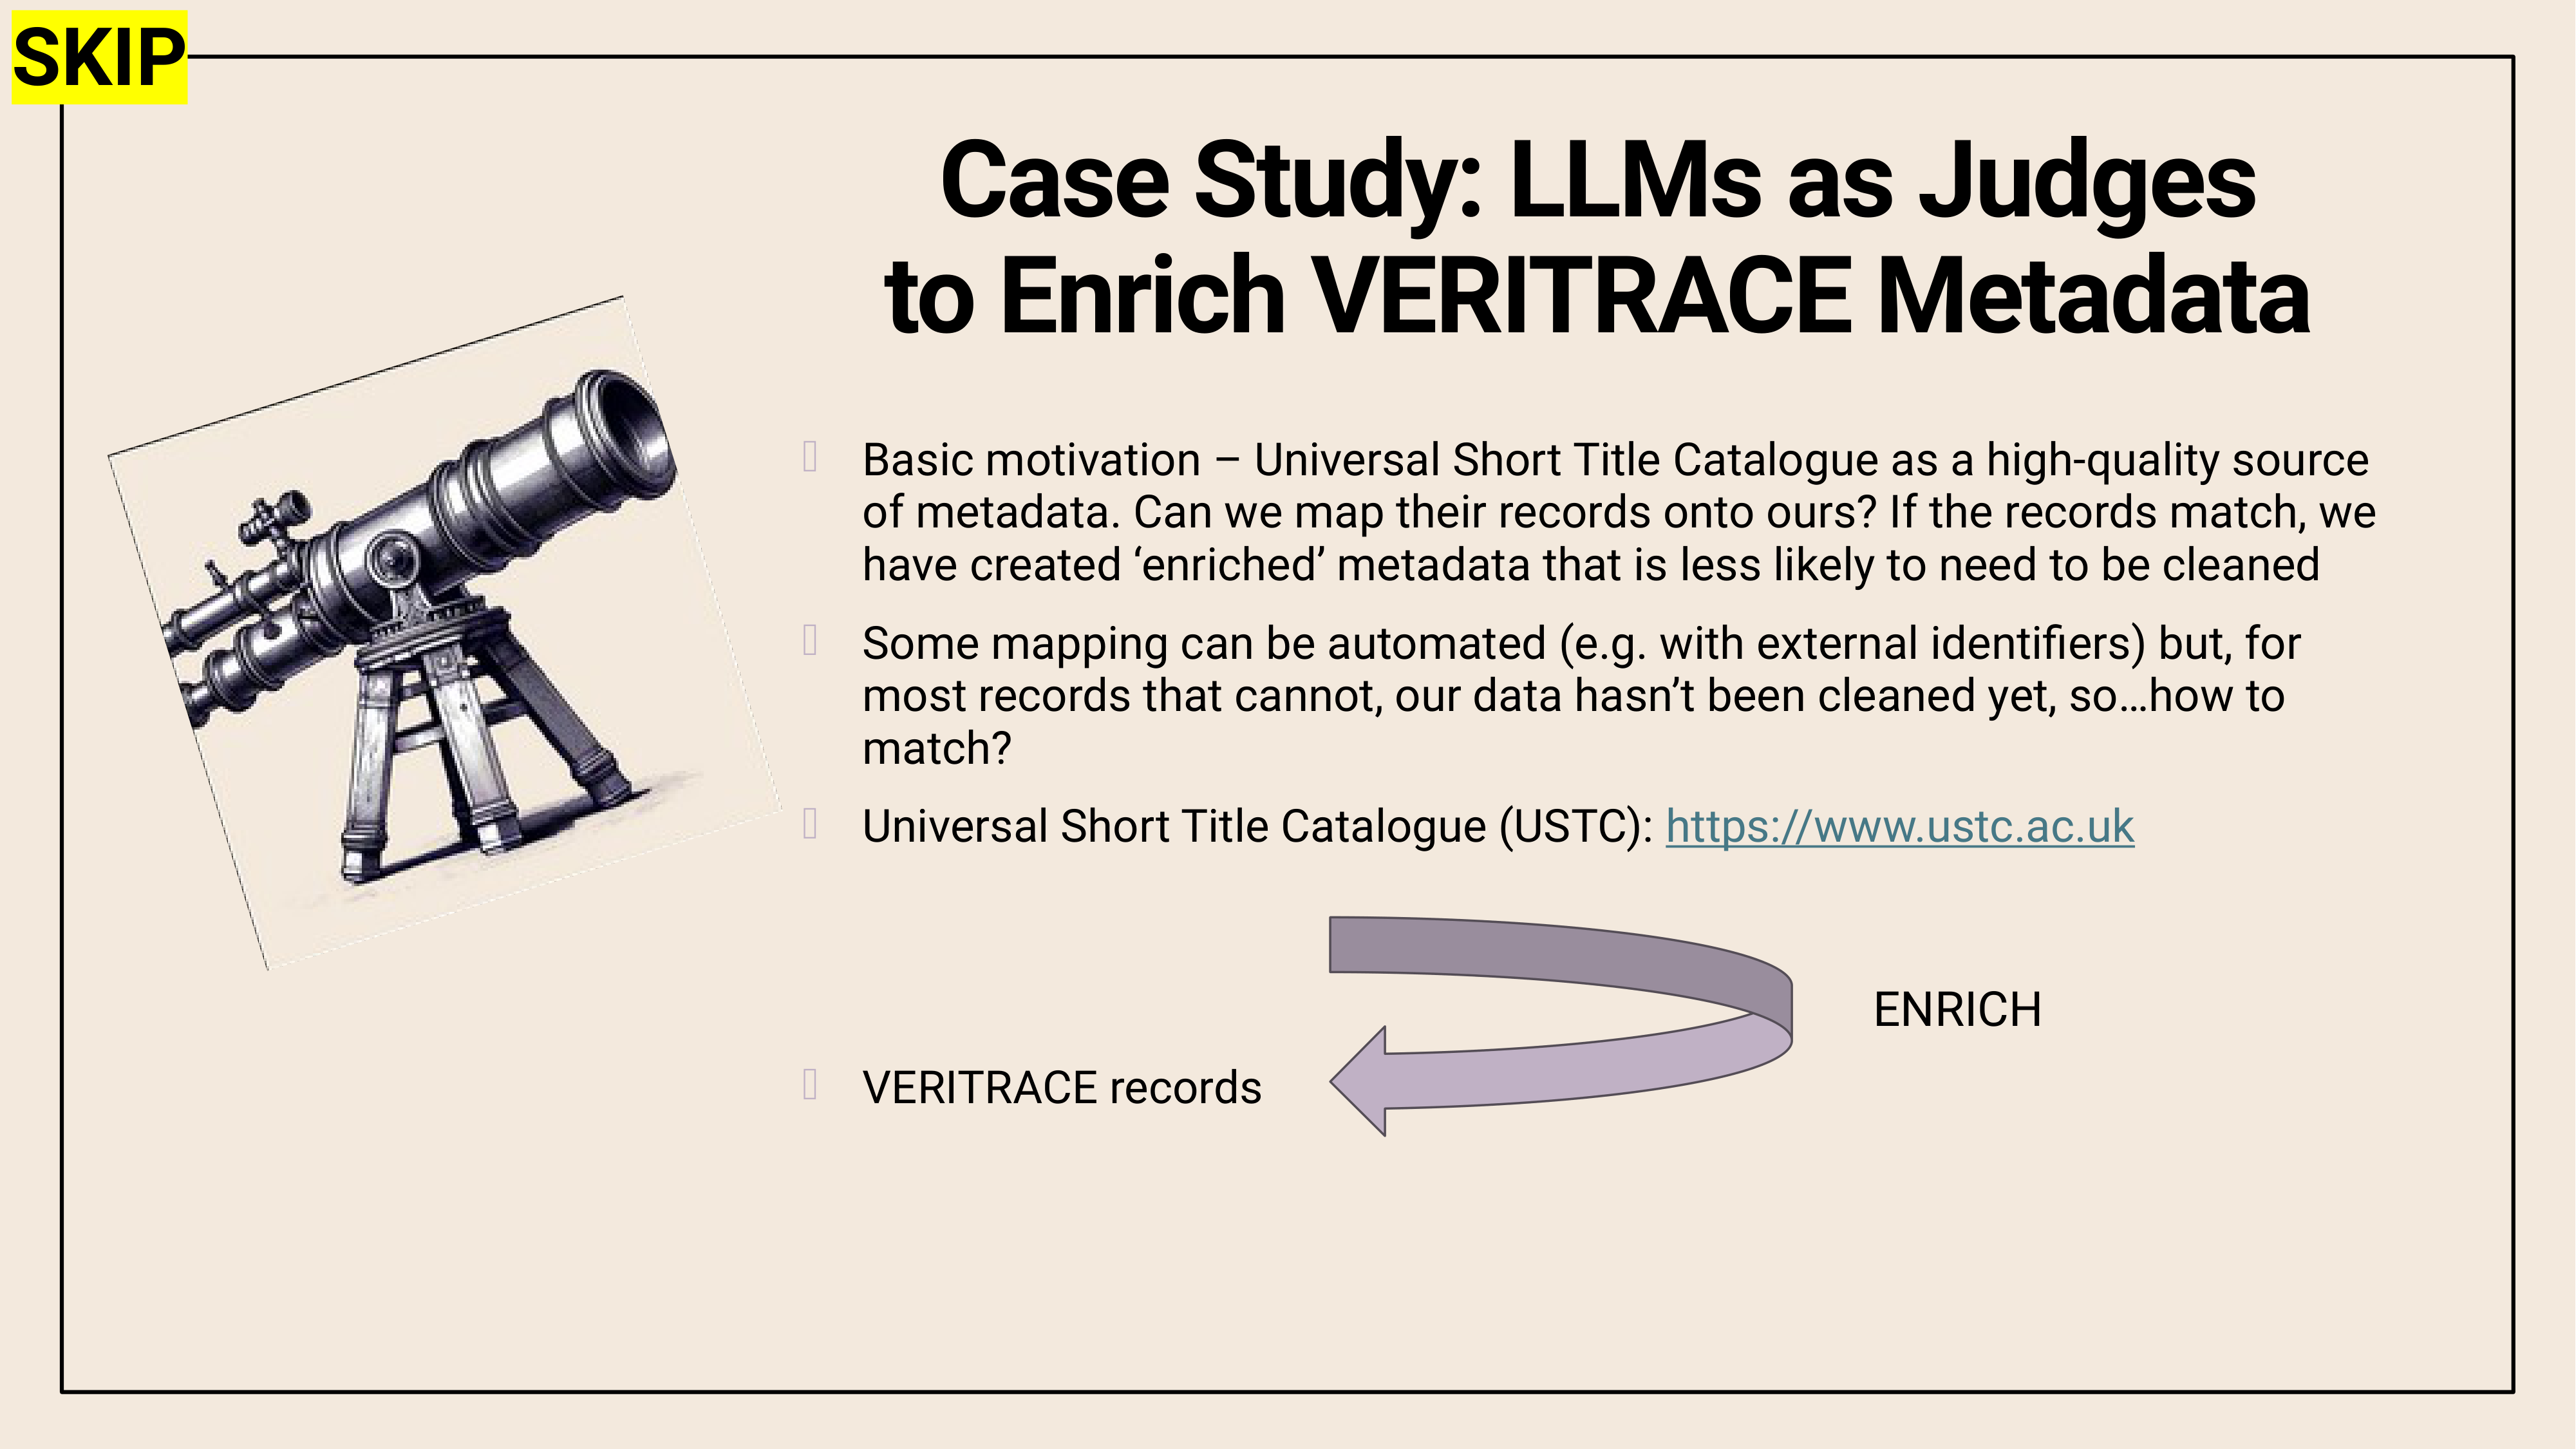 SKIP
Case Study: LLMs as Judges
to Enrich VERITRACE Metadata
Basic motivation – Universal Short Title Catalogue as a high-quality source
of metadata. Can we map their records onto ours? If the records match, we
have created ‘enriched’ metadata that is less likely to need to be cleaned
Some mapping can be automated (e.g. with external identifiers) but, for
most records that cannot, our data hasn’t been cleaned yet, so…how to
match?
Universal Short Title Catalogue (USTC): https://www.ustc.ac.uk
ENRICH
VERITRACE records